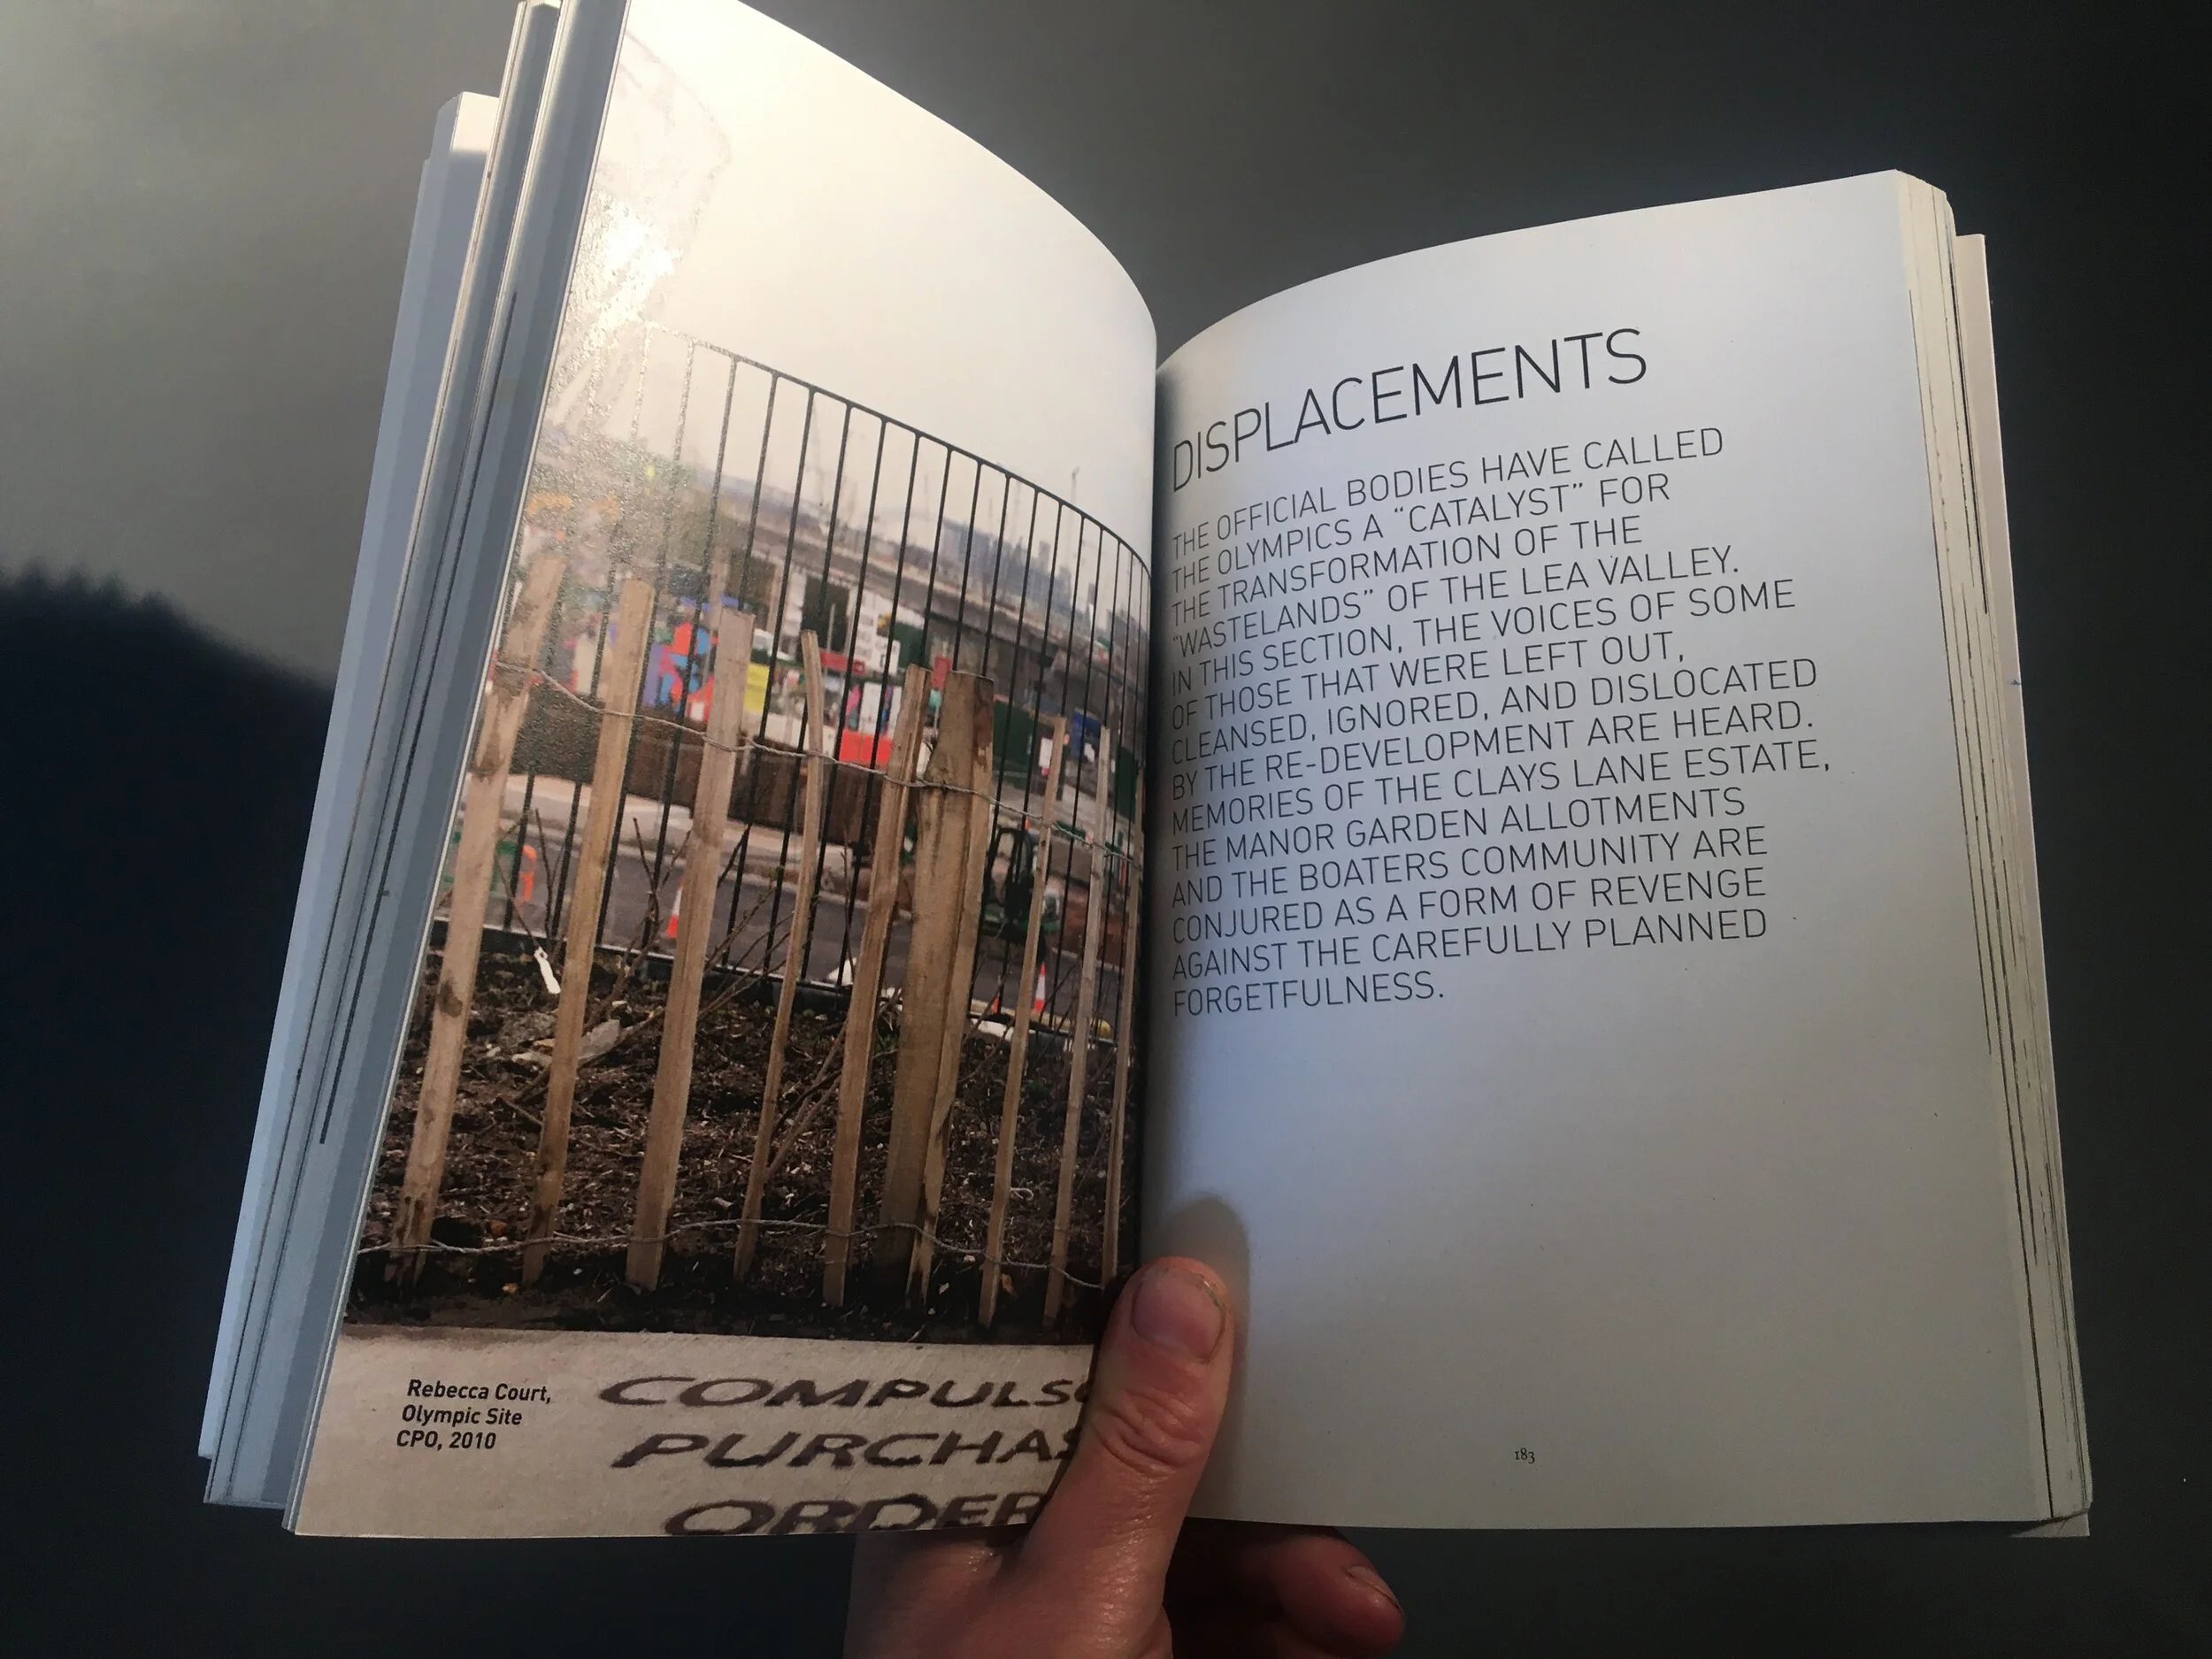 Rebecca Court,
Olympic Site
CPO, 2010
COMPULSO
PURCHAS
ORDER
DISPLACEMENTS
THE OFFICIAL BODIES HAVE CALLED
THE OLYMPICS A “CATALYST” FOR
THE TRANSFORMATION OF THE
“WASTELANDS” OF THE LEA VALLEY.
IN THIS SECTION, THE VOICES OF SOME
OF THOSE THAT WERE LEFT OUT,
CLEANSED, IGNORED, AND DISLOCATED
BY THE RE-DEVELOPMENT ARE HEARD.
MEMORIES OF THE CLAYS LANE ESTATE,
THE MANOR GARDEN ALLOTMENTS
AND THE BOATERS COMMUNITY ARE
CONJURED AS A FORM OF REVENGE
AGAINST THE CAREFULLY PLANNED
FORGETFULNESS.
183